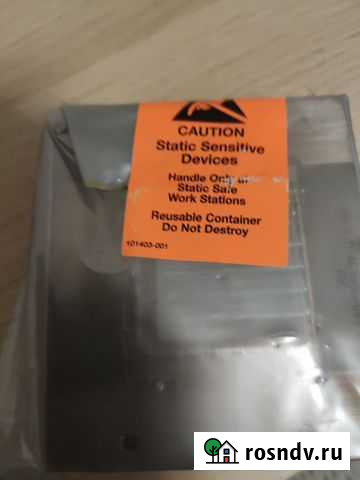 CAUTION
Static Sensitive
Devices
Handle Only at
Static Safe
Work Stations
Reusable Container
Do Not Destroy
101403-001
rosndv.ru